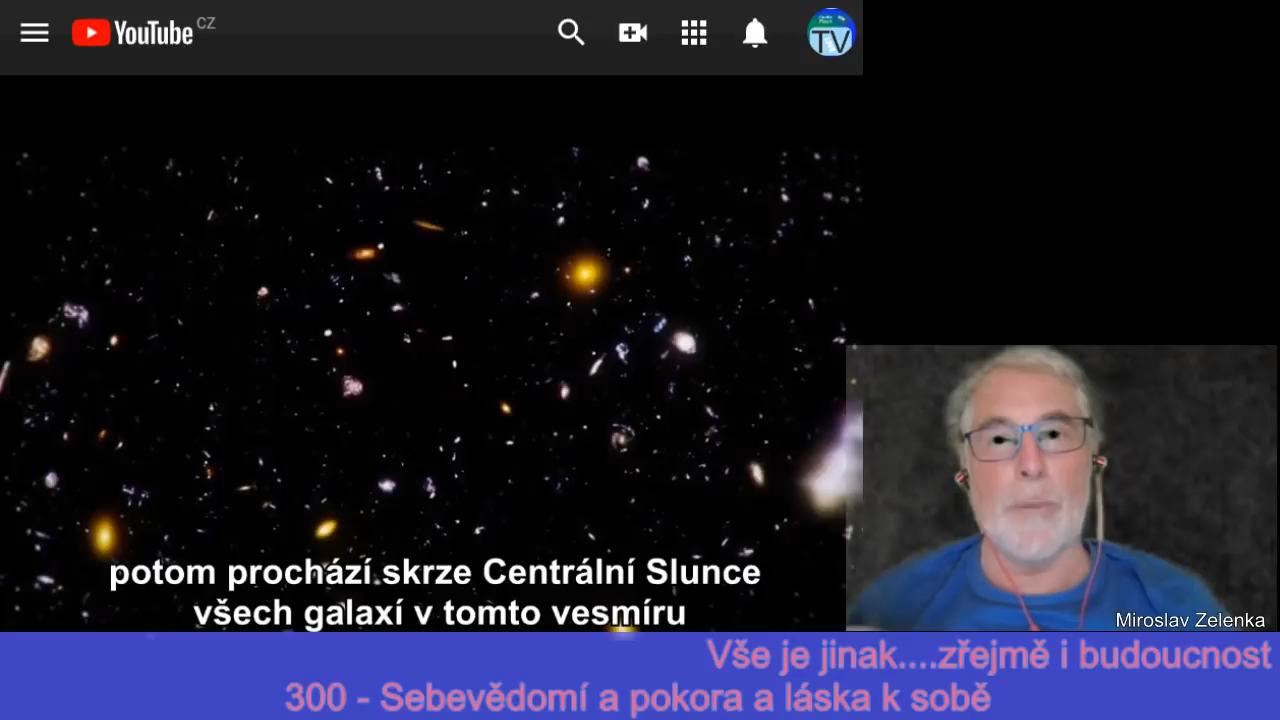 YouTube CZ
TV
potom prochází skrze Centrální Slunce
všech galaxí v tomto vesmíru
Miroslav Zelenka
Vše je jinak....zřejmě i budoucnost
300 - Sebevědomí a pokora a láska k sobě